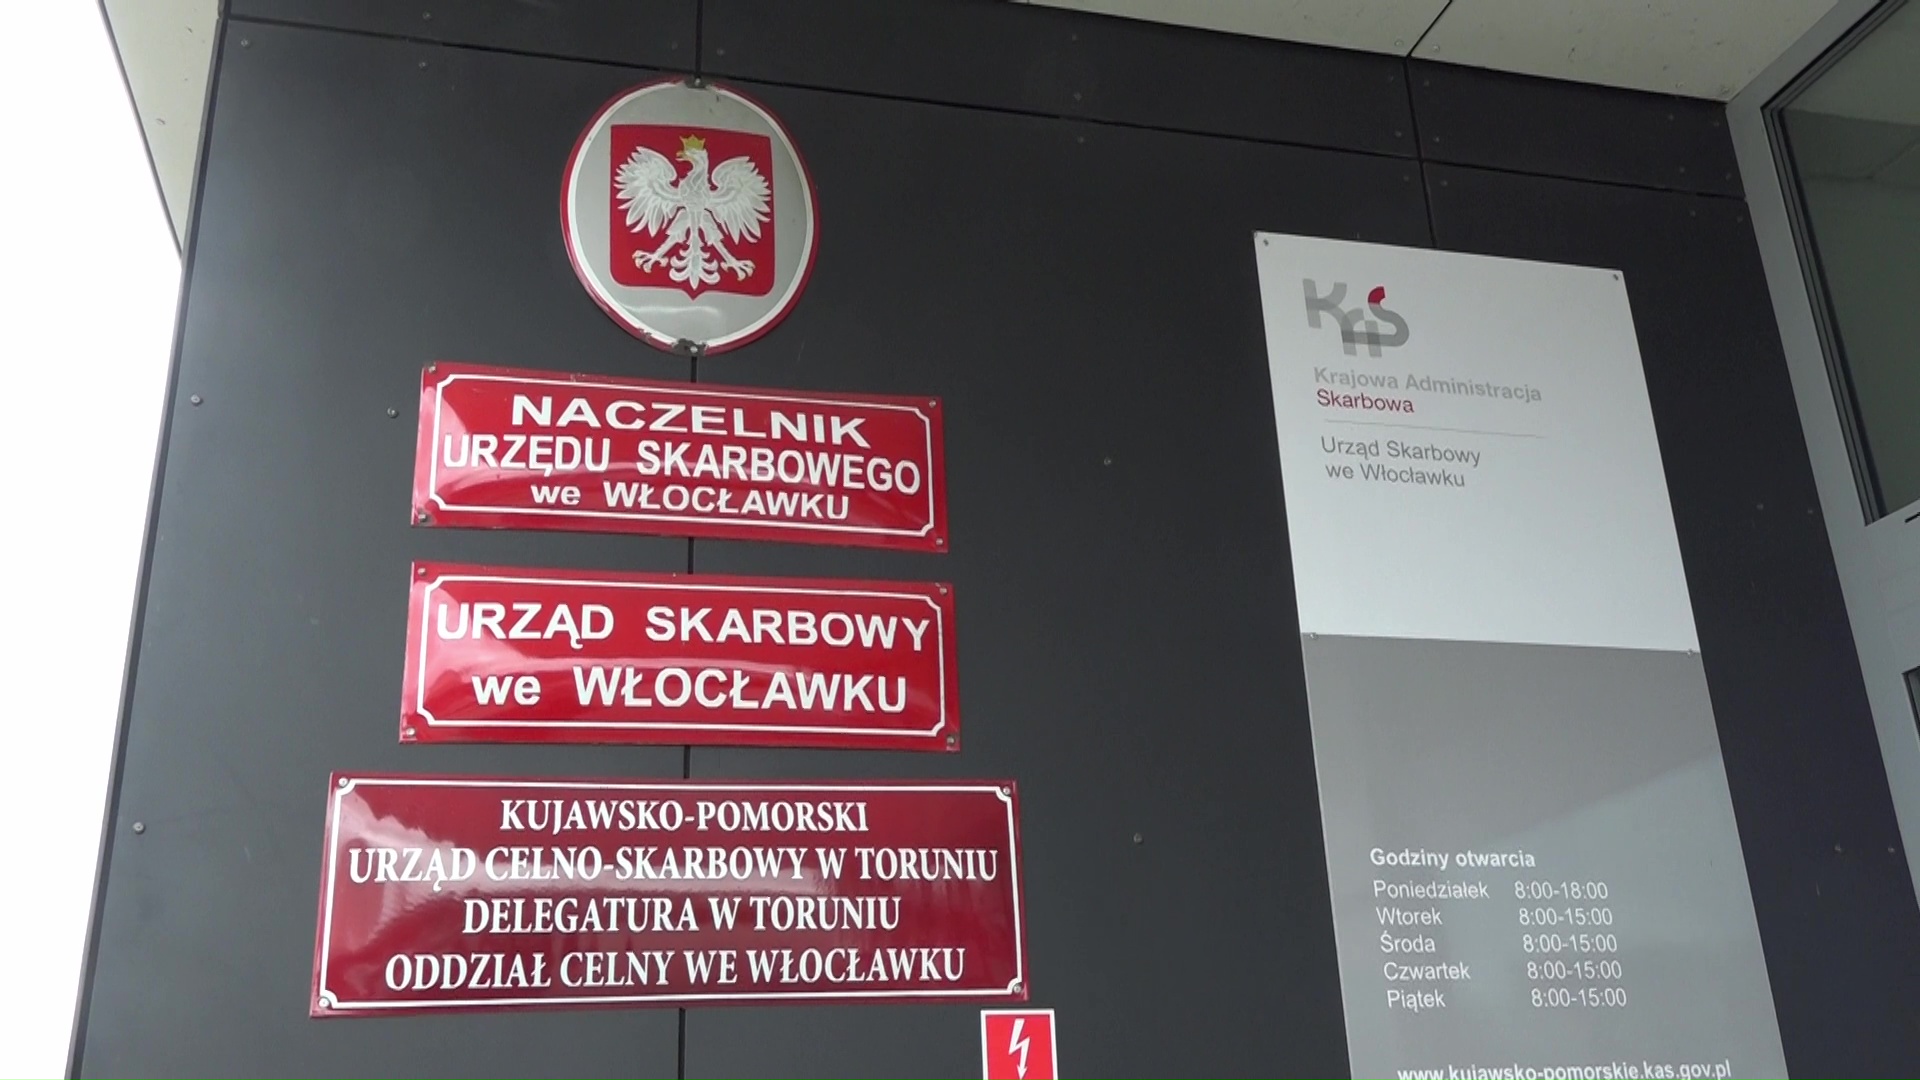 NACZELNIK
URZĘDU SKARBOWEGO
we WŁOCŁAWKU
URZĄD SKARBOWY
we WŁOCŁAWKU
KUJAWSKO-POMORSKI
URZĄD CELNO-SKARBOWY W TORUNIU
DELEGATURA W TORUNIU
ODDZIAŁ CELNY WE WŁOCŁAWKU
KAS
Krajowa Administracja
Skarbowa
Urząd Skarbowy
we Włocławku
Godziny otwarcia
Poniedziałek 8:00-18:00
Wtorek 8:00-15:00
Środa 8:00-15:00
Czwartek 8:00-15:00
Piątek 8:00-15:00
www.kujawsko-pomorskie.kas.gov.pl